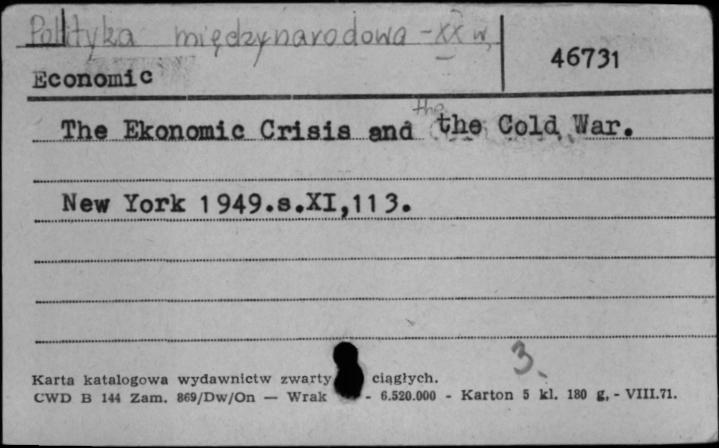 Polityka międzynarodowa - XX w.
46731
Economic
the
The Ekonomic Crisis and the Cold War.
New York 1949.s.XI,113.
3.
Karta katalogowa wydawnictw zwarty ciągłych.
CWD B 144 Zam. 869/Dw/On — Wrak - 6.520.000 - Karton 5 kl. 180 g. - VIII.71.